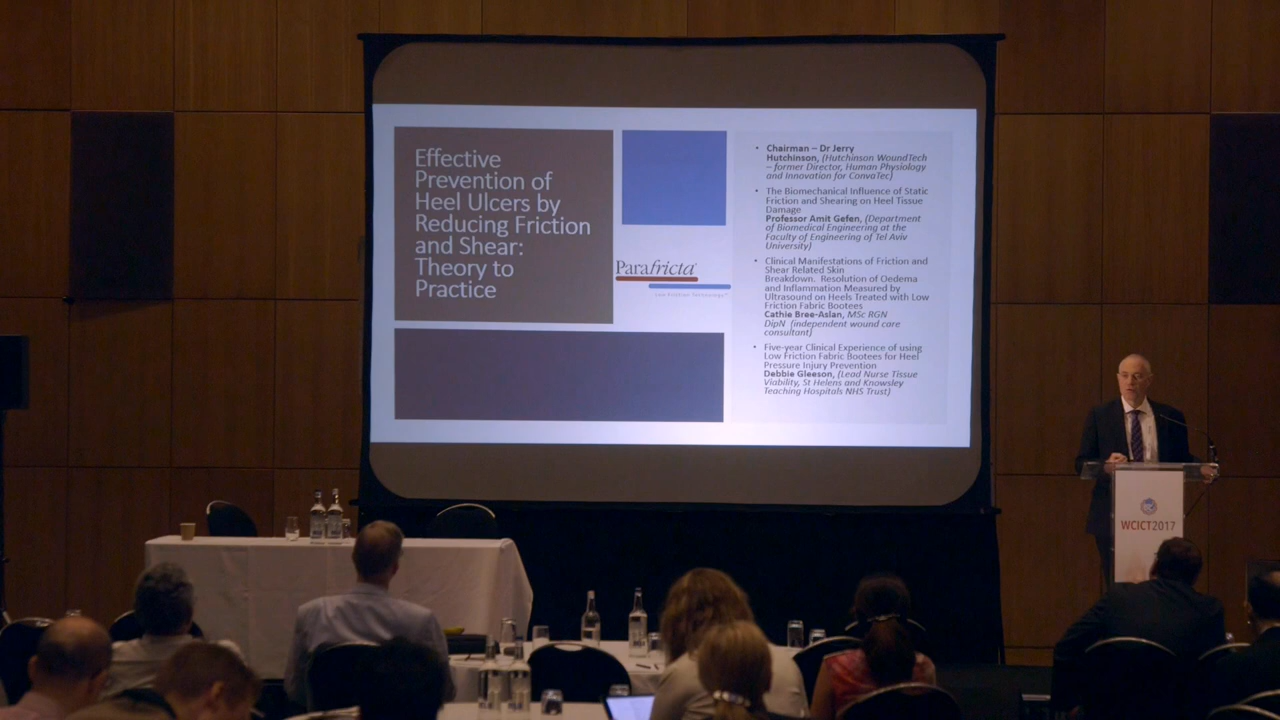 Effective
Prevention of
Heel Ulcers by
Reducing Friction
and Shear:
Theory to
Practice
Parafricta®
Low Friction Technology™
• Chairman – Dr Jerry
Hutchinson, (Hutchinson WoundTech
– former Director, Human Physiology
and Innovation for ConvaTec)
• The Biomechanical Influence of Static
Friction and Shearing on Heel Tissue
Damage
Professor Amit Gefen, (Department
of Biomedical Engineering at the
Faculty of Engineering of Tel Aviv
University)
• Clinical Manifestations of Friction and
Shear Related Skin
Breakdown. Resolution of Oedema
and Inflammation Measured by
Ultrasound on Heels Treated with Low
Friction Fabric Bootees
Cathie Bree-Aslan, MSc RGN
DipN (independent wound care
consultant)
• Five-year Clinical Experience of using
Low Friction Fabric Bootees for Heel
Pressure Injury Prevention
Debbie Gleeson, (Lead Nurse Tissue
Viability, St Helens and Knowsley
Teaching Hospitals NHS Trust)
WCICT2017